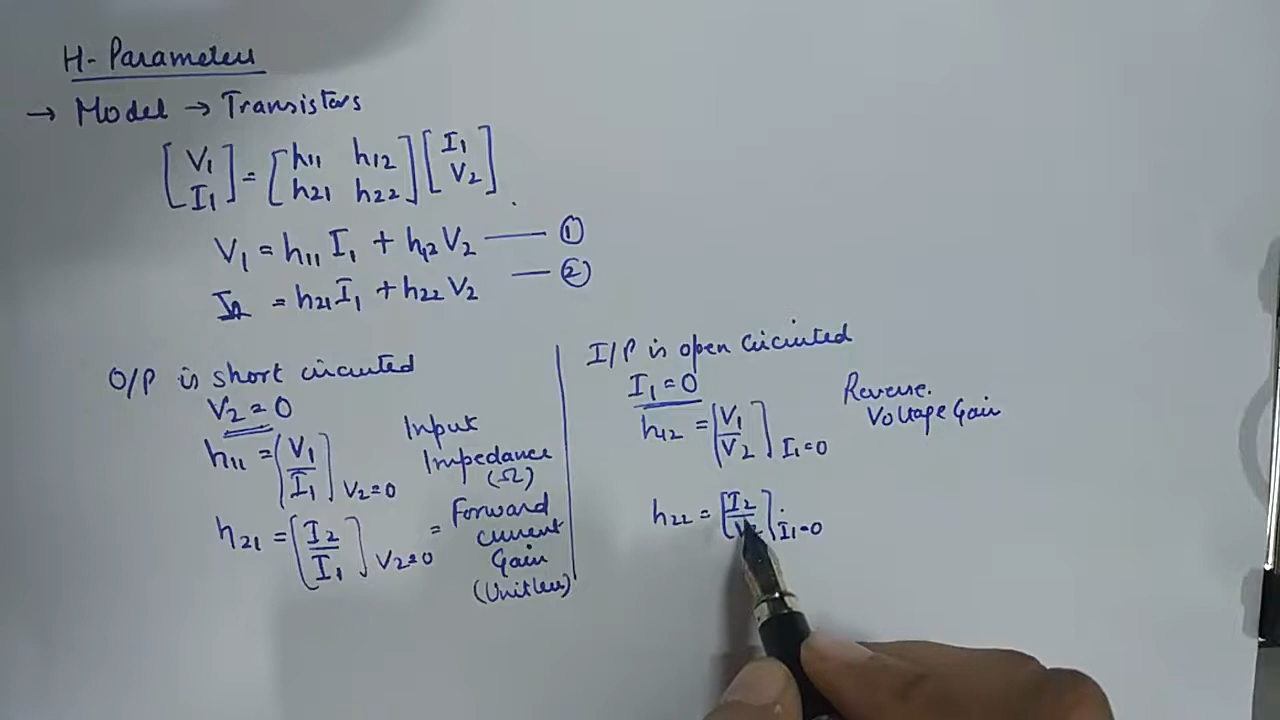 H- Parameters
→ Model → Transistors
[V1 I1] = [h11 h12 h21 h22] [I1 V2]
V1 = h11 I1 + h12 V2 —— ①
I2 = h21 I1 + h22 V2 — ②
O/P is short circuited
V2 = 0
h11 = [V1/I1] V2=0 Input Impedance (Ω)
h21 = [I2/I1] V2=0 = Forward current Gain (Unitless)
I/P is open circuited
I1 = 0
h12 = [V1/V2] I1=0 Reverse. Voltage Gain
h22 = [I2/V2] I1=0